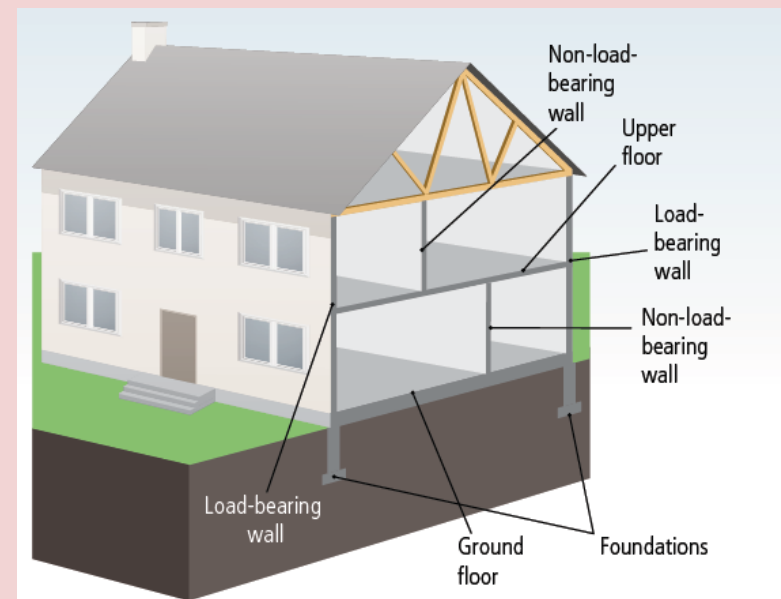 Non-load-
bearing
wall
Upper
floor
Load-
bearing
wall
Non-load-
bearing
wall
Load-bearing
wall
Ground
floor
Foundations